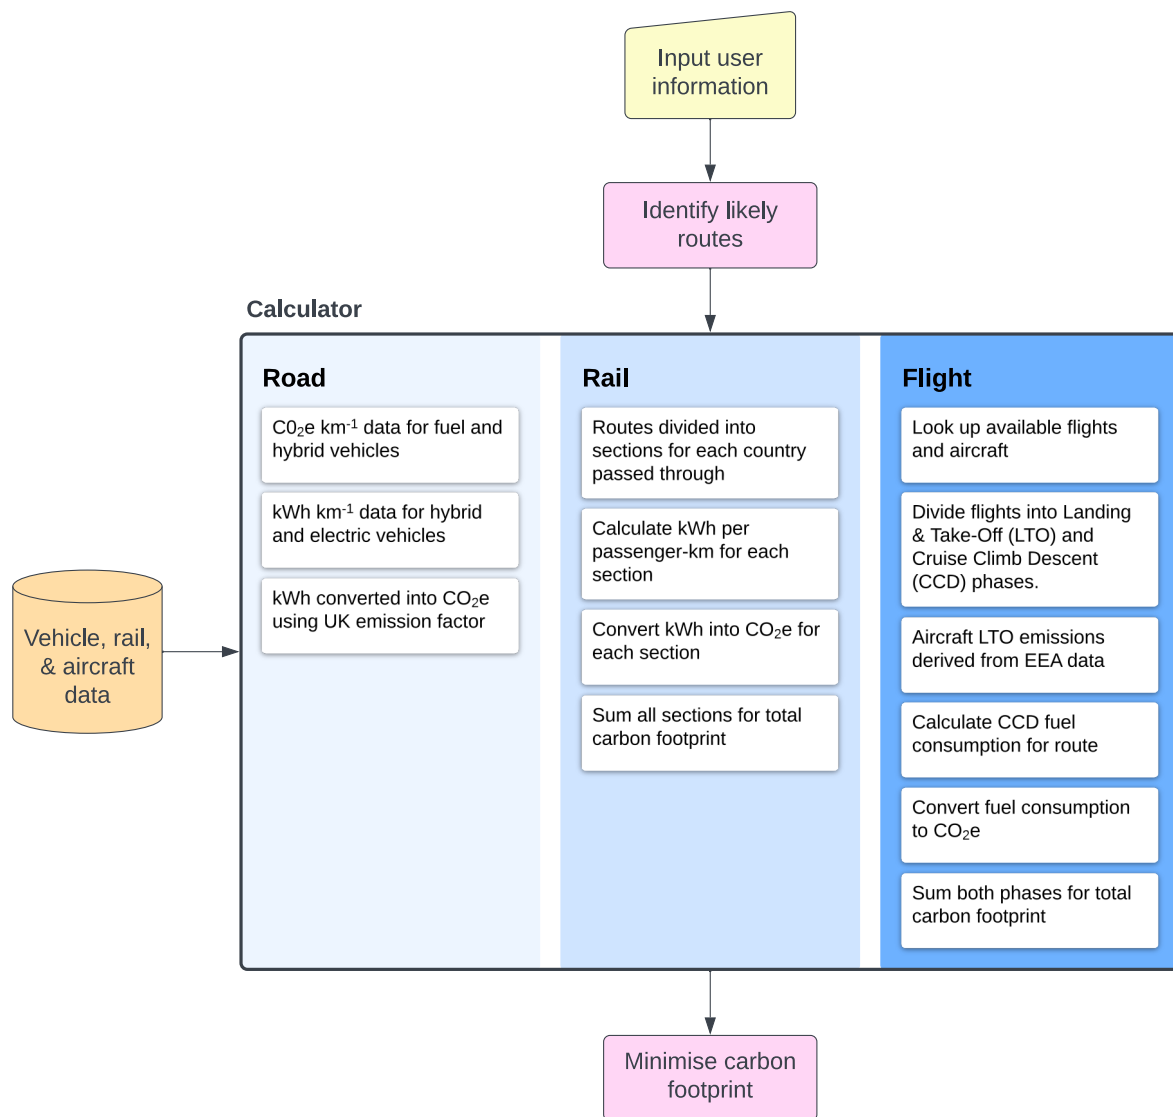 Input user
information
Identify likely
routes
Calculator
Road
C0₂e km⁻¹ data for fuel and
hybrid vehicles
kWh km⁻¹ data for hybrid
and electric vehicles
kWh converted into CO₂e
using UK emission factor
Rail
Routes divided into
sections for each country
passed through
Calculate kWh per
passenger-km for each
section
Convert kWh into CO₂e for
each section
Sum all sections for total
carbon footprint
Flight
Look up available flights
and aircraft
Divide flights into Landing
& Take-Off (LTO) and
Cruise Climb Descent
(CCD) phases.
Aircraft LTO emissions
derived from EEA data
Calculate CCD fuel
consumption for route
Convert fuel consumption
to CO₂e
Sum both phases for total
carbon footprint
Vehicle, rail,
& aircraft
data
Minimise carbon
footprint